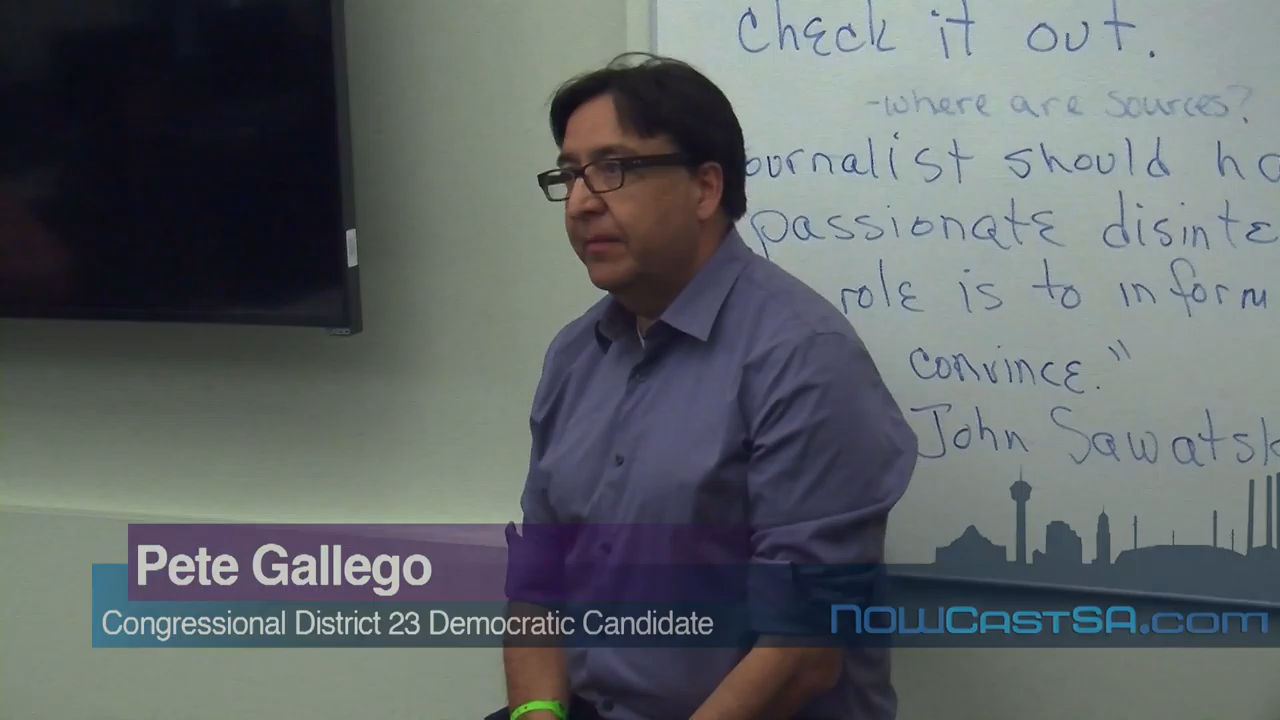 Check it out.
-where are sources?
ournalist should ha
passionate disinte
role is to inform
convince."
John Sawatsk
Pete Gallego
Congressional District 23 Democratic Candidate
NOWCASTSA.com